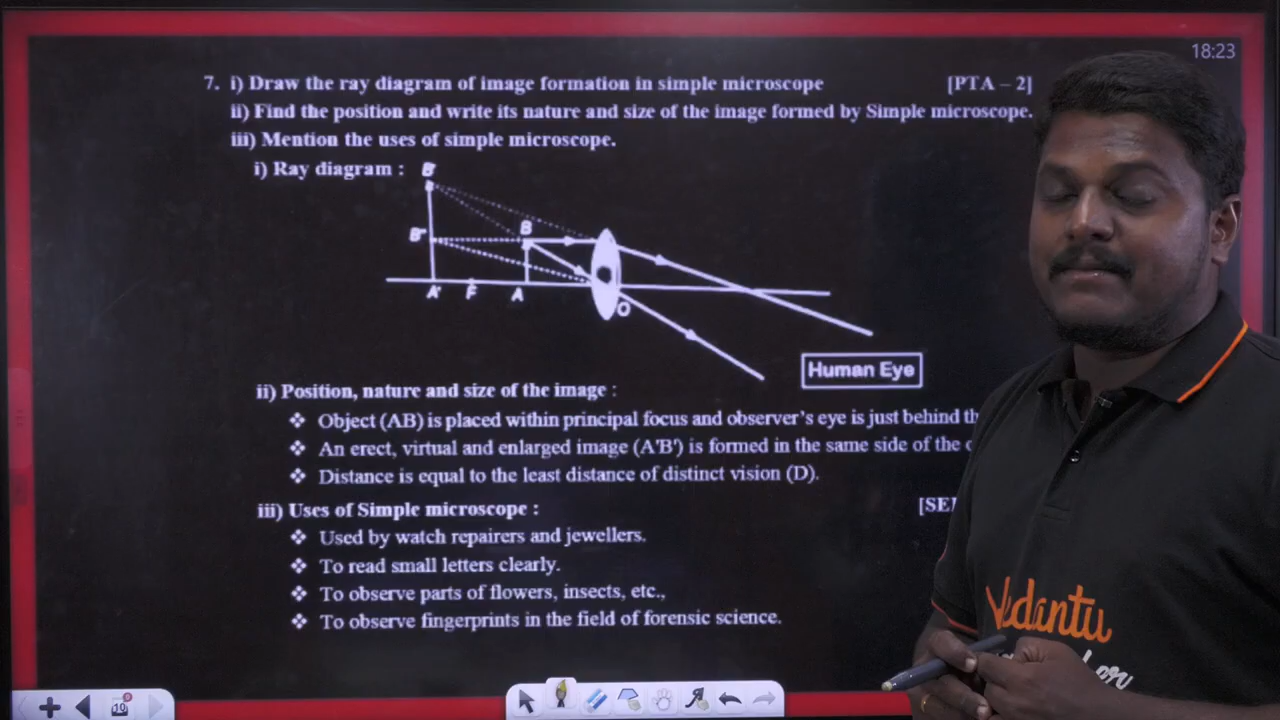 18:23
7. i) Draw the ray diagram of image formation in simple microscope [PTA – 2]
ii) Find the position and write its nature and size of the image formed by Simple microscope.
iii) Mention the uses of simple microscope.
i) Ray diagram :
B'
B"
B
A'
F
A
O
Human Eye
ii) Position, nature and size of the image :
❖ Object (AB) is placed within principal focus and observer's eye is just behind
❖ An erect, virtual and enlarged image (A'B') is formed in the same side of the
❖ Distance is equal to the least distance of distinct vision (D).
iii) Uses of Simple microscope :
❖ Used by watch repairers and jewellers.
❖ To read small letters clearly.
❖ To observe parts of flowers, insects, etc.,
❖ To observe fingerprints in the field of forensic science.
Vedantu
10
9